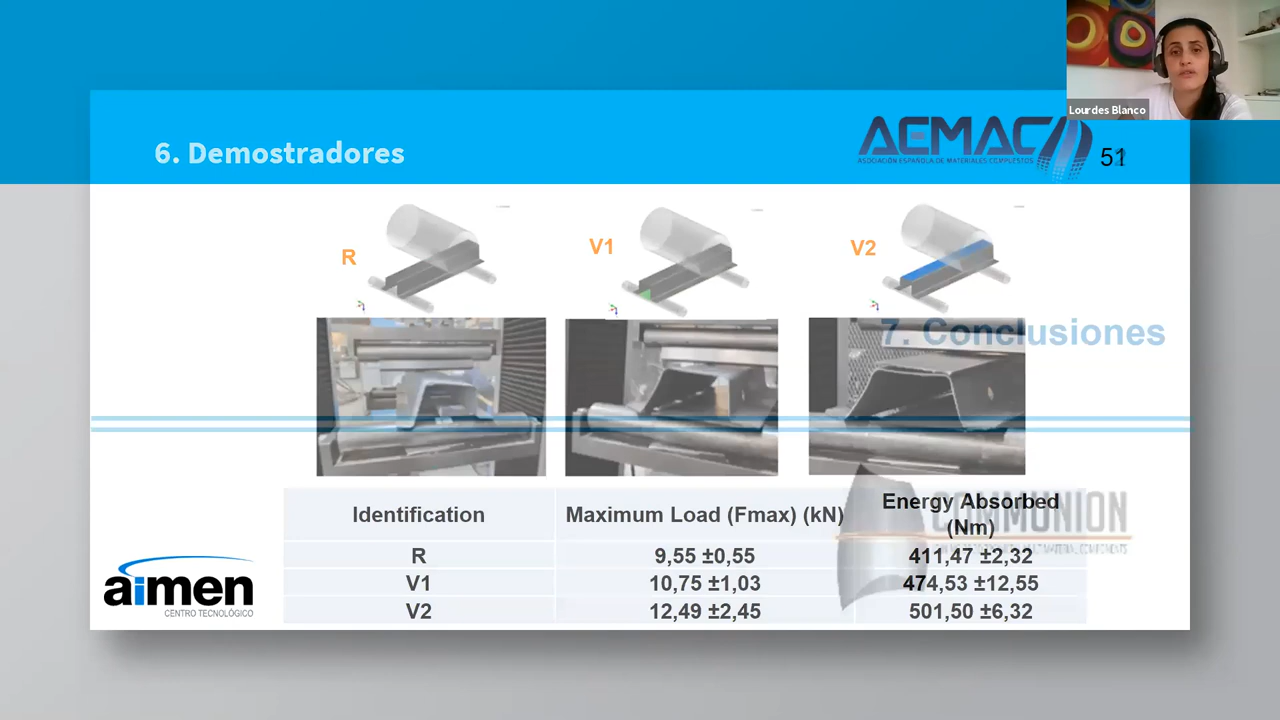 Lourdes Blanco
6. Demostradores
AEMAC
ASOCIACIÓN ESPAÑOLA DE MATERIALES COMPUESTOS
51
R
V1
V2
7. Conclusiones
COMMUNION
Identification
Maximum Load (Fmax) (kN)
Energy Absorbed
(Nm)
R
9,55 ±0,55
411,47 ±2,32
V1
10,75 ±1,03
474,53 ±12,55
V2
12,49 ±2,45
501,50 ±6,32
aimen
CENTRO TECNOLÓGICO